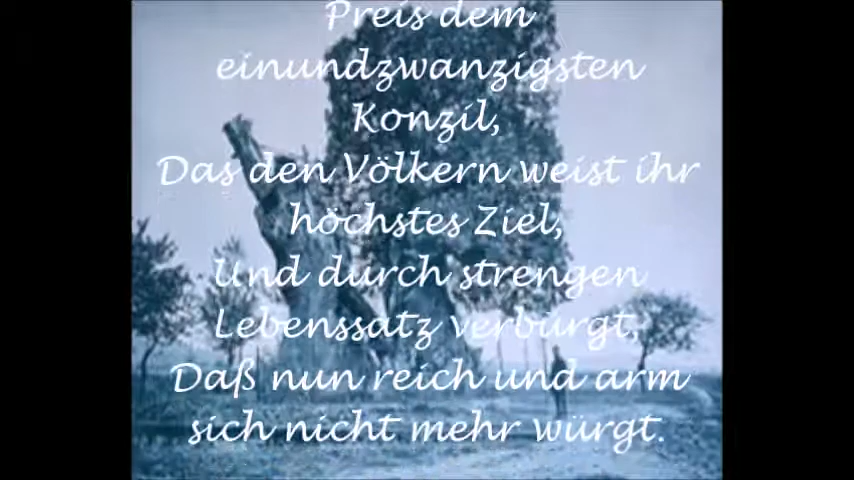 Preis dem
einundzwanzigsten
Konzil,
Das den Völkern weist ihr
höchstes Ziel,
Und durch strengen
Lebenssatz verbürgt,
Daß nun reich und arm
sich nicht mehr würgt.